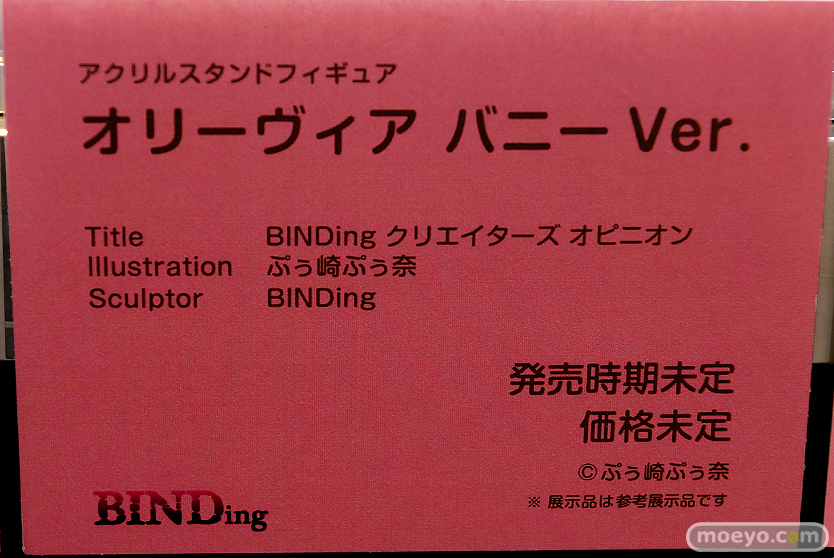 アクリルスタンドフィギュア
オリーヴィア バニー Ver.
Title BINDing クリエイターズ オピニオン
Illustration ぷぅ崎ぷぅ奈
Sculptor BINDing
発売時期未定
価格未定
©ぷぅ崎ぷぅ奈
※ 展示品は参考展示品です
BINDing
moeyo.com